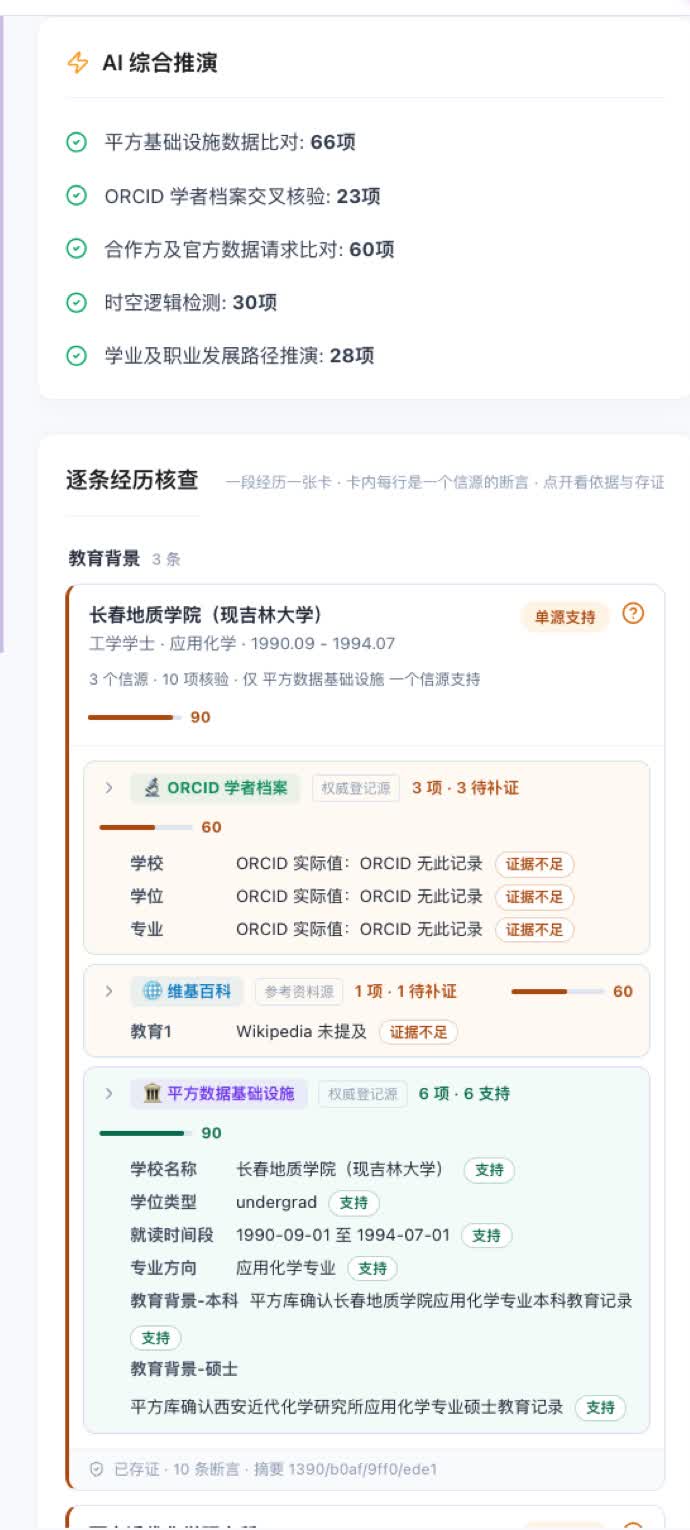 AI 综合推演
平方基础设施数据比对: 66项
ORCID 学者档案交叉核验: 23项
合作方及官方数据请求比对: 60项
时空逻辑检测: 30项
学业及职业发展路径推演: 28项
逐条经历核查 一段经历一张卡 · 卡内每行是一个信源的断言 · 点开看依据与存证
教育背景 3 条
长春地质学院（现吉林大学） 单源支持 ?
工学学士 · 应用化学 · 1990.09 - 1994.07
3 个信源 · 10 项核验 · 仅 平方数据基础设施 一个信源支持
90
ORCID 学者档案 权威登记源 3 项 · 3 待补证
60
学校 ORCID 实际值：ORCID 无此记录 证据不足
学位 ORCID 实际值：ORCID 无此记录 证据不足
专业 ORCID 实际值：ORCID 无此记录 证据不足
维基百科 参考资料源 1 项 · 1 待补证 60
教育1 Wikipedia 未提及 证据不足
平方数据基础设施 权威登记源 6 项 · 6 支持
90
学校名称 长春地质学院（现吉林大学） 支持
学位类型 undergrad 支持
就读时间段 1990-09-01 至 1994-07-01 支持
专业方向 应用化学专业 支持
教育背景-本科 平方库确认长春地质学院应用化学专业本科教育记录
支持
教育背景-硕士
平方库确认西安近代化学研究所应用化学专业硕士教育记录 支持
已存证 · 10 条断言 · 摘要 1390/b0af/9ff0/ede1